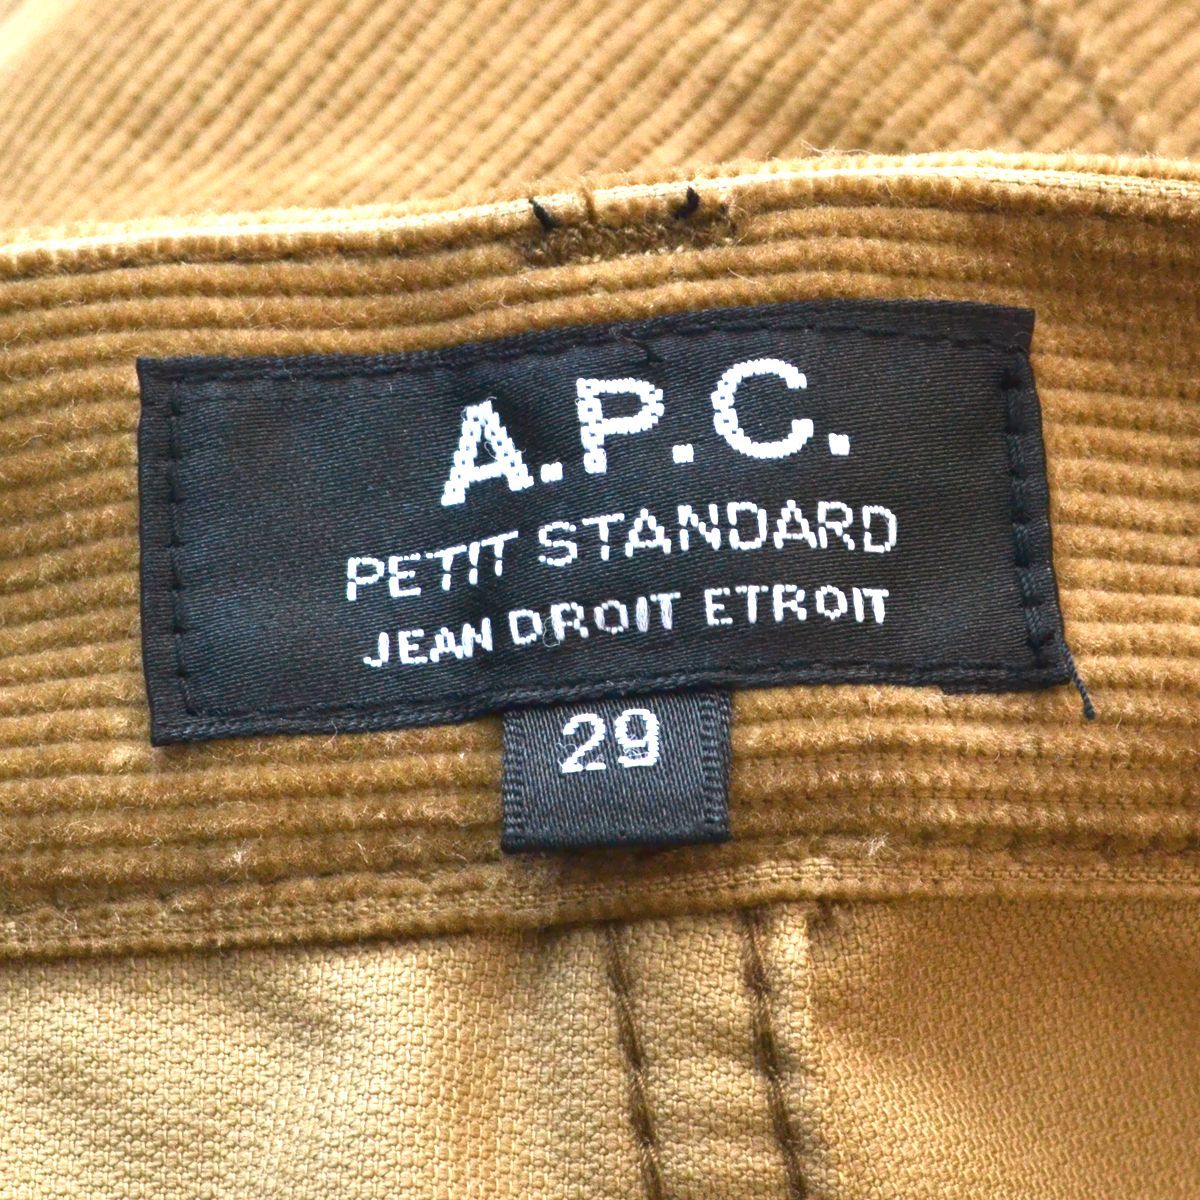 A.P.C.
PETIT STANDARD
JEAN DROIT ETROIT
29